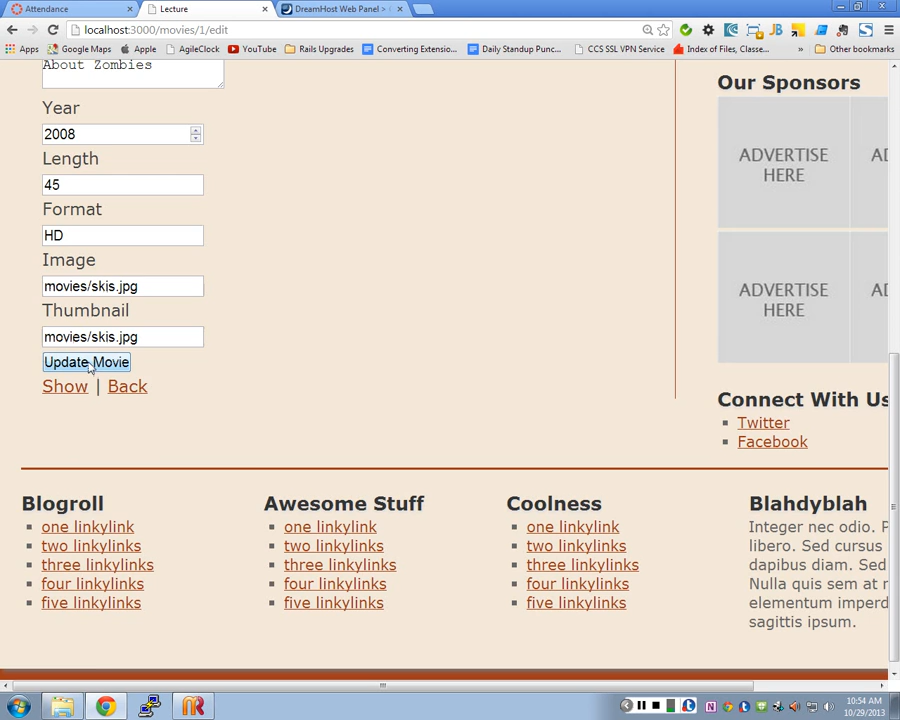 Attendance
Lecture
DreamHost Web Panel >
localhost:3000/movies/1/edit
Apps
Google Maps
Apple
AgileClock
YouTube
Rails Upgrades
Converting Extensio...
Daily Standup Punc...
CCS SSL VPN Service
Index of Files, Class...
»
Other bookmarks
About Zombies
Year
2008
Length
45
Format
HD
Image
movies/skis.jpg
Thumbnail
movies/skis.jpg
Update Movie
Show | Back
Our Sponsors
ADVERTISE
HERE
ADVERTISE
HERE
Connect With Us
Twitter
Facebook
Blogroll
one linkylink
two linkylinks
three linkylinks
four linkylinks
five linkylinks
Awesome Stuff
one linkylink
two linkylinks
three linkylinks
four linkylinks
five linkylinks
Coolness
one linkylink
two linkylinks
three linkylinks
four linkylinks
five linkylinks
Blahdyblah
Integer nec odio. P
libero. Sed cursus
dapibus diam. Sed
Nulla quis sem at n
elementum imperd
sagittis ipsum.
10:54 AM
10/29/2013